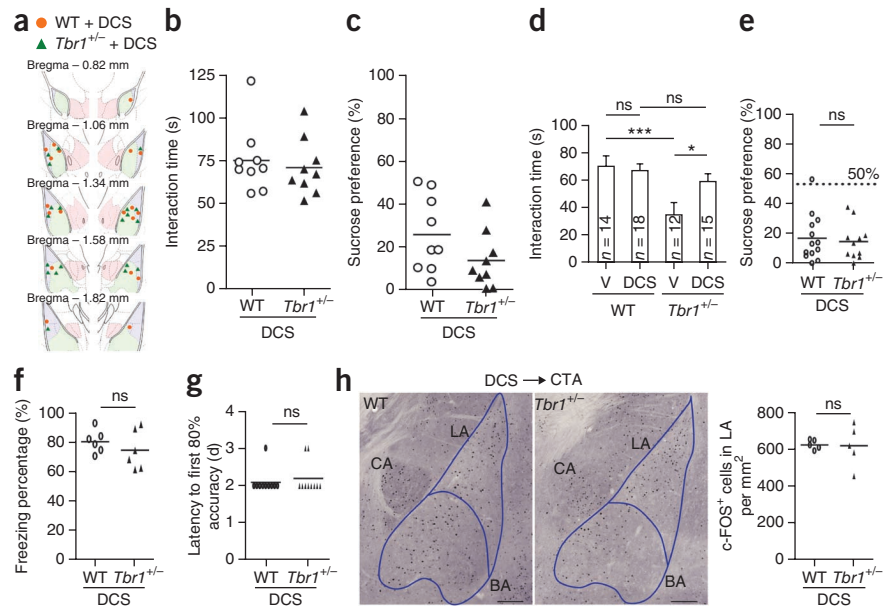 a
WT + DCS
Tbr1+/– + DCS
Bregma – 0.82 mm
Bregma – 1.06 mm
Bregma – 1.34 mm
Bregma – 1.58 mm
Bregma – 1.82 mm
b
Interaction time (s)
125
100
75
50
25
0
WT Tbr1+/–
DCS
c
Sucrose preference (%)
100
80
60
40
20
0
WT Tbr1+/–
DCS
d
Interaction time (s)
100
80
60
40
20
0
ns ns
***
*
n = 14 n = 18 n = 12 n = 15
V DCS V DCS
WT Tbr1+/–
e
Sucrose preference (%)
100
80
60
40
20
0
ns
50%
WT Tbr1+/–
DCS
f
Freezing percentage (%)
100
80
60
40
20
0
ns
WT Tbr1+/–
DCS
g
Latency to first 80%
accuracy (d)
4
3
2
1
0
ns
WT Tbr1+/–
DCS
h
DCS → CTA
WT
LA
CA
BA
Tbr1+/–
LA
CA
BA
c-FOS+ cells in LA
per mm2
800
600
400
200
0
ns
WT Tbr1+/–
DCS